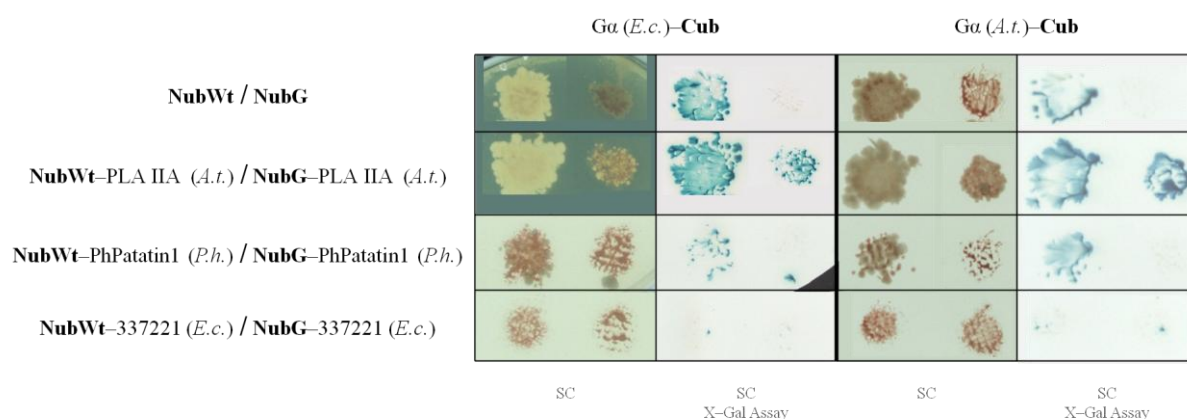 Gα (E.c.)–Cub
Gα (A.t.)–Cub
NubWt / NubG
NubWt–PLA IIA (A.t.) / NubG–PLA IIA (A.t.)
NubWt–PhPatatin1 (P.h.) / NubG–PhPatatin1 (P.h.)
NubWt–337221 (E.c.) / NubG–337221 (E.c.)
SC
SC
X–Gal Assay
SC
SC
X–Gal Assay